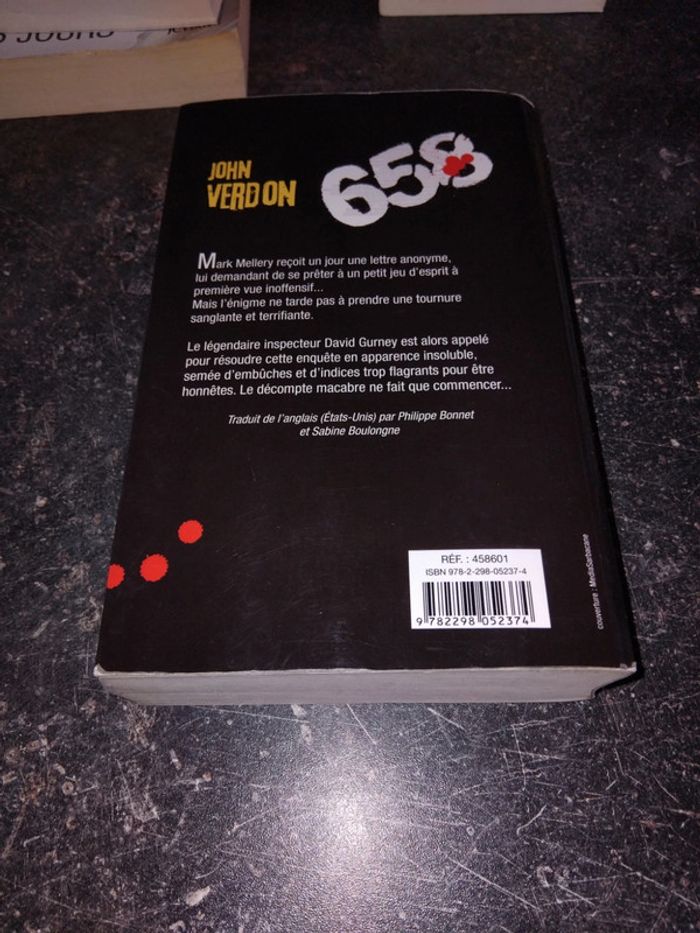 JOURS
JOHN
VERDON
658
Mark Mellery reçoit un jour une lettre anonyme,
lui demandant de se prêter à un petit jeu d'esprit à
première vue inoffensif...
Mais l'énigme ne tarde pas à prendre une tournure
sanglante et terrifiante.
Le légendaire inspecteur David Gurney est alors appelé
pour résoudre cette enquête en apparence insoluble,
semée d'embûches et d'indices trop flagrants pour être
honnêtes. Le décompte macabre ne fait que commencer...
Traduit de l'anglais (États-Unis) par Philippe Bonnet
et Sabine Boulongne
RÉF. : 458601
ISBN 978-2-298-05237-4
9 782298 052374
couverture : MediaSarbacane